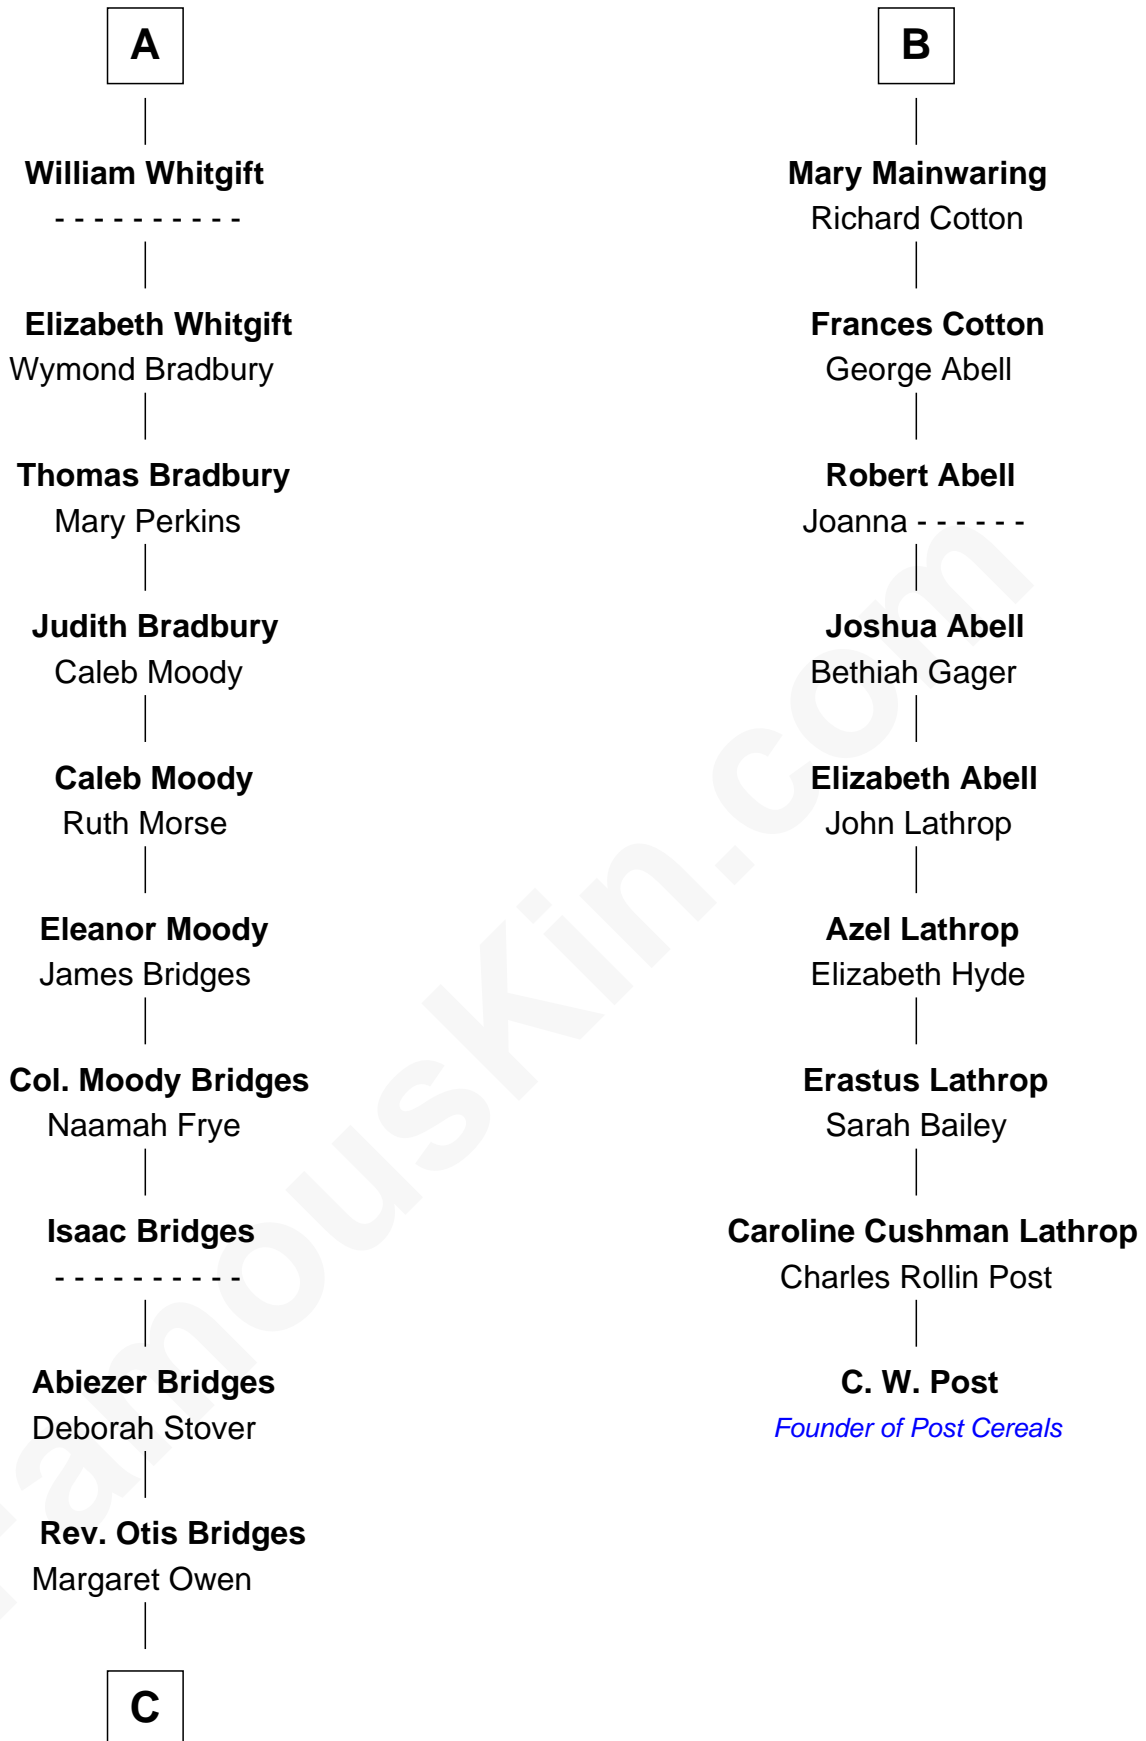 A
William Whitgift
- - - - - - - - - -
Elizabeth Whitgift
Wymond Bradbury
Thomas Bradbury
Mary Perkins
Judith Bradbury
Caleb Moody
Caleb Moody
Ruth Morse
Eleanor Moody
James Bridges
Col. Moody Bridges
Naamah Frye
Isaac Bridges
- - - - - - - - - -
Abiezer Bridges
Deborah Stover
Rev. Otis Bridges
Margaret Owen
C
B
Mary Mainwaring
Richard Cotton
Frances Cotton
George Abell
Robert Abell
Joanna - - - - - -
Joshua Abell
Bethiah Gager
Elizabeth Abell
John Lathrop
Azel Lathrop
Elizabeth Hyde
Erastus Lathrop
Sarah Bailey
Caroline Cushman Lathrop
Charles Rollin Post
C. W. Post
Founder of Post Cereals
FamousKin.com